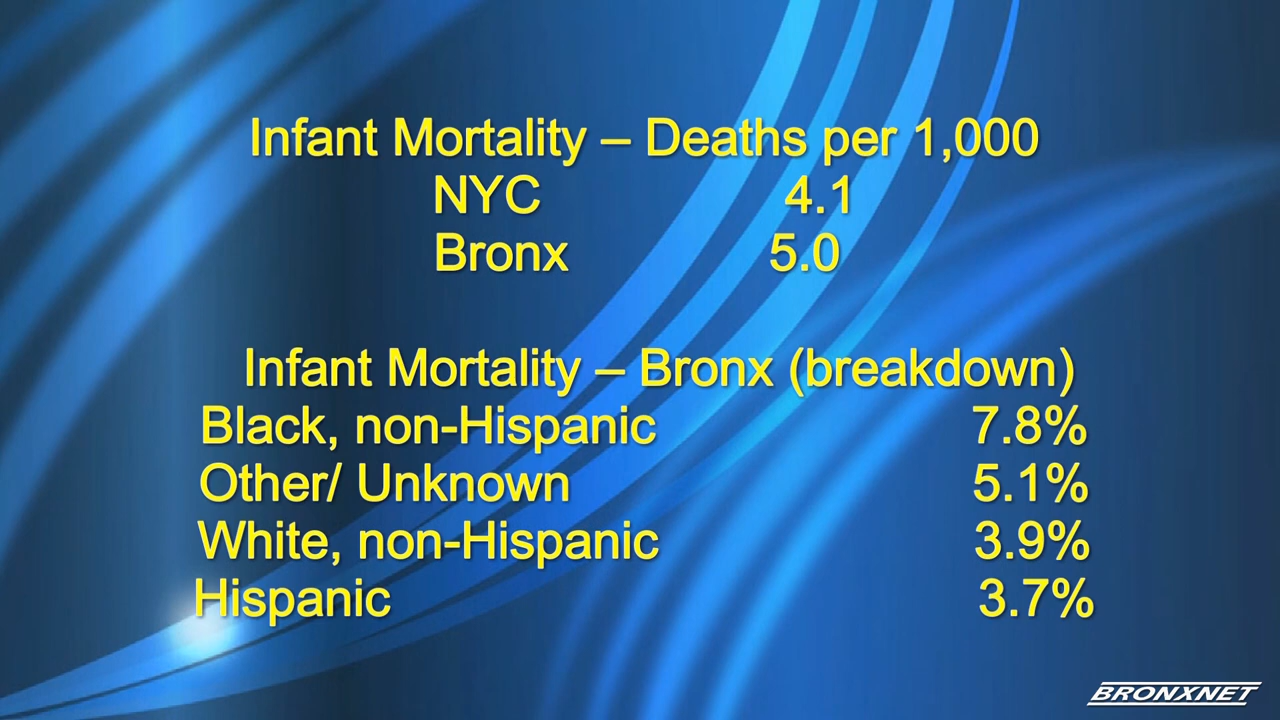 Infant Mortality – Deaths per 1,000
NYC 4.1
Bronx 5.0
Infant Mortality – Bronx (breakdown)
Black, non-Hispanic 7.8%
Other/ Unknown 5.1%
White, non-Hispanic 3.9%
Hispanic 3.7%
BRONXNET